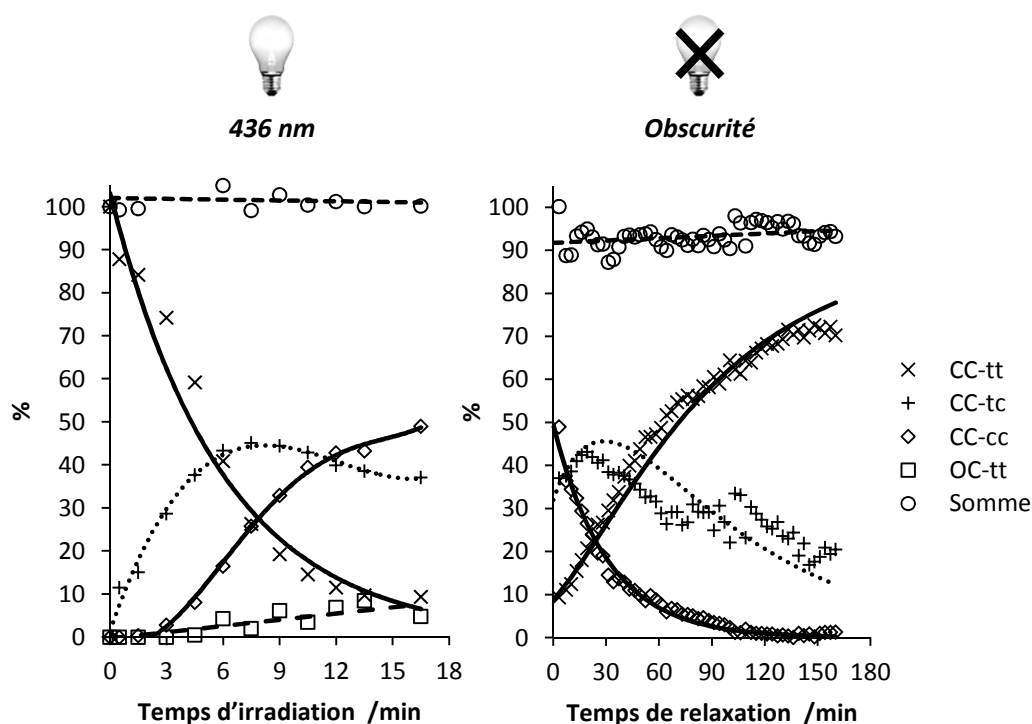 436 nm
Obscurité
100
90
80
70
60
50
40
30
20
10
0
%
0 3 6 9 12 15 18
Temps d'irradiation /min
100
90
80
70
60
50
40
30
20
10
0
%
0 30 60 90 120 150 180
Temps de relaxation /min
CC-tt
CC-tc
CC-cc
OC-tt
Somme